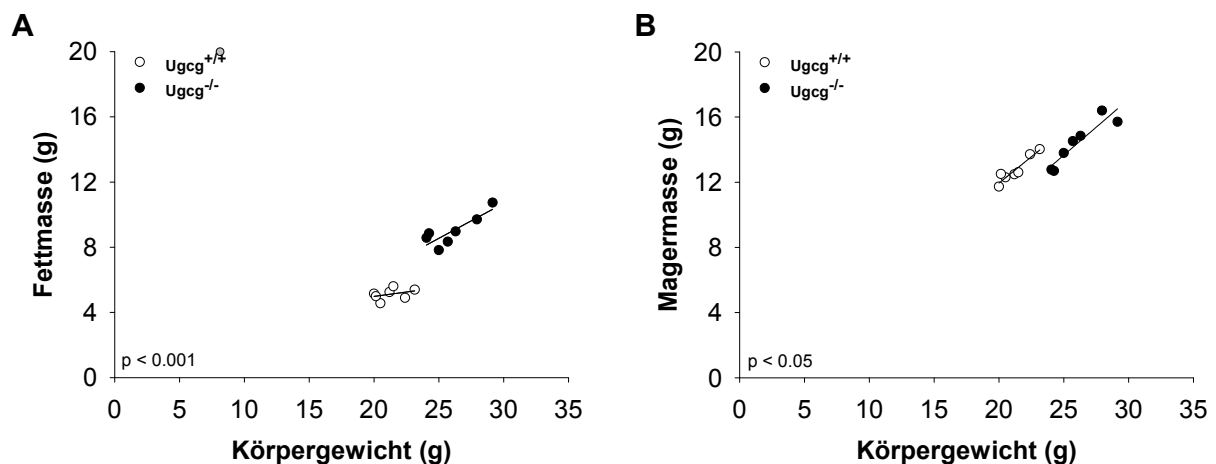 A
20
16
12
8
4
0
Fettmasse (g)
Ugcg+/+
Ugcg-/-
p < 0.001
0 5 10 15 20 25 30 35
Körpergewicht (g)
B
20
16
12
8
4
0
Magermasse (g)
Ugcg+/+
Ugcg-/-
p < 0.05
0 5 10 15 20 25 30 35
Körpergewicht (g)